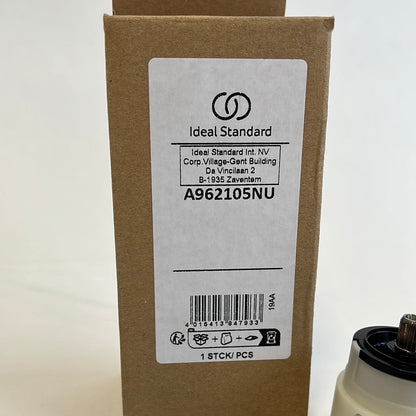 Ideal Standard
Ideal Standard Int. NV
Corp.Village-Gent Building
Da Vincilaan 2
B-1935 Zaventem
A962105NU
19AA
4 015413 947933
1 STCK/ PCS